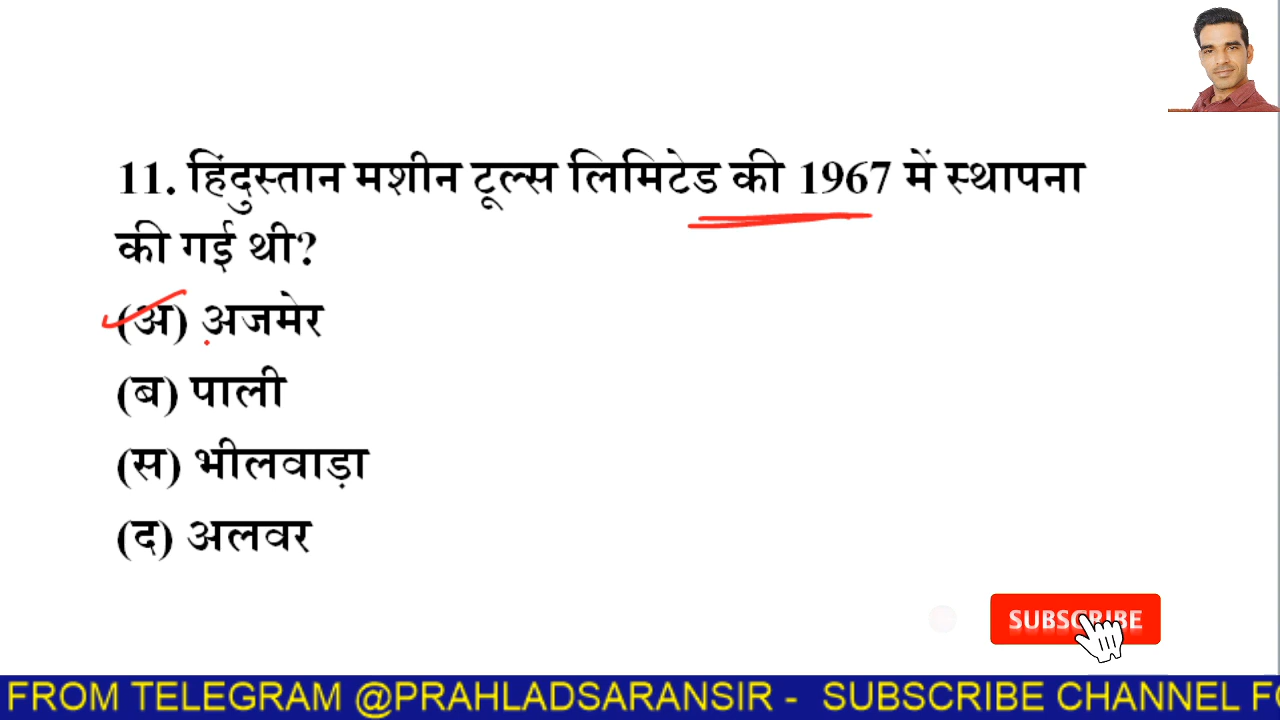 11. हिंदुस्तान मशीन टूल्स लिमिटेड की 1967 में स्थापना
की गई थी?
(अ) अजमेर
(ब) पाली
(स) भीलवाड़ा
(द) अलवर
SUBSCRIBE
FROM TELEGRAM @PRAHLADSARANSIR - SUBSCRIBE CHANNEL FO